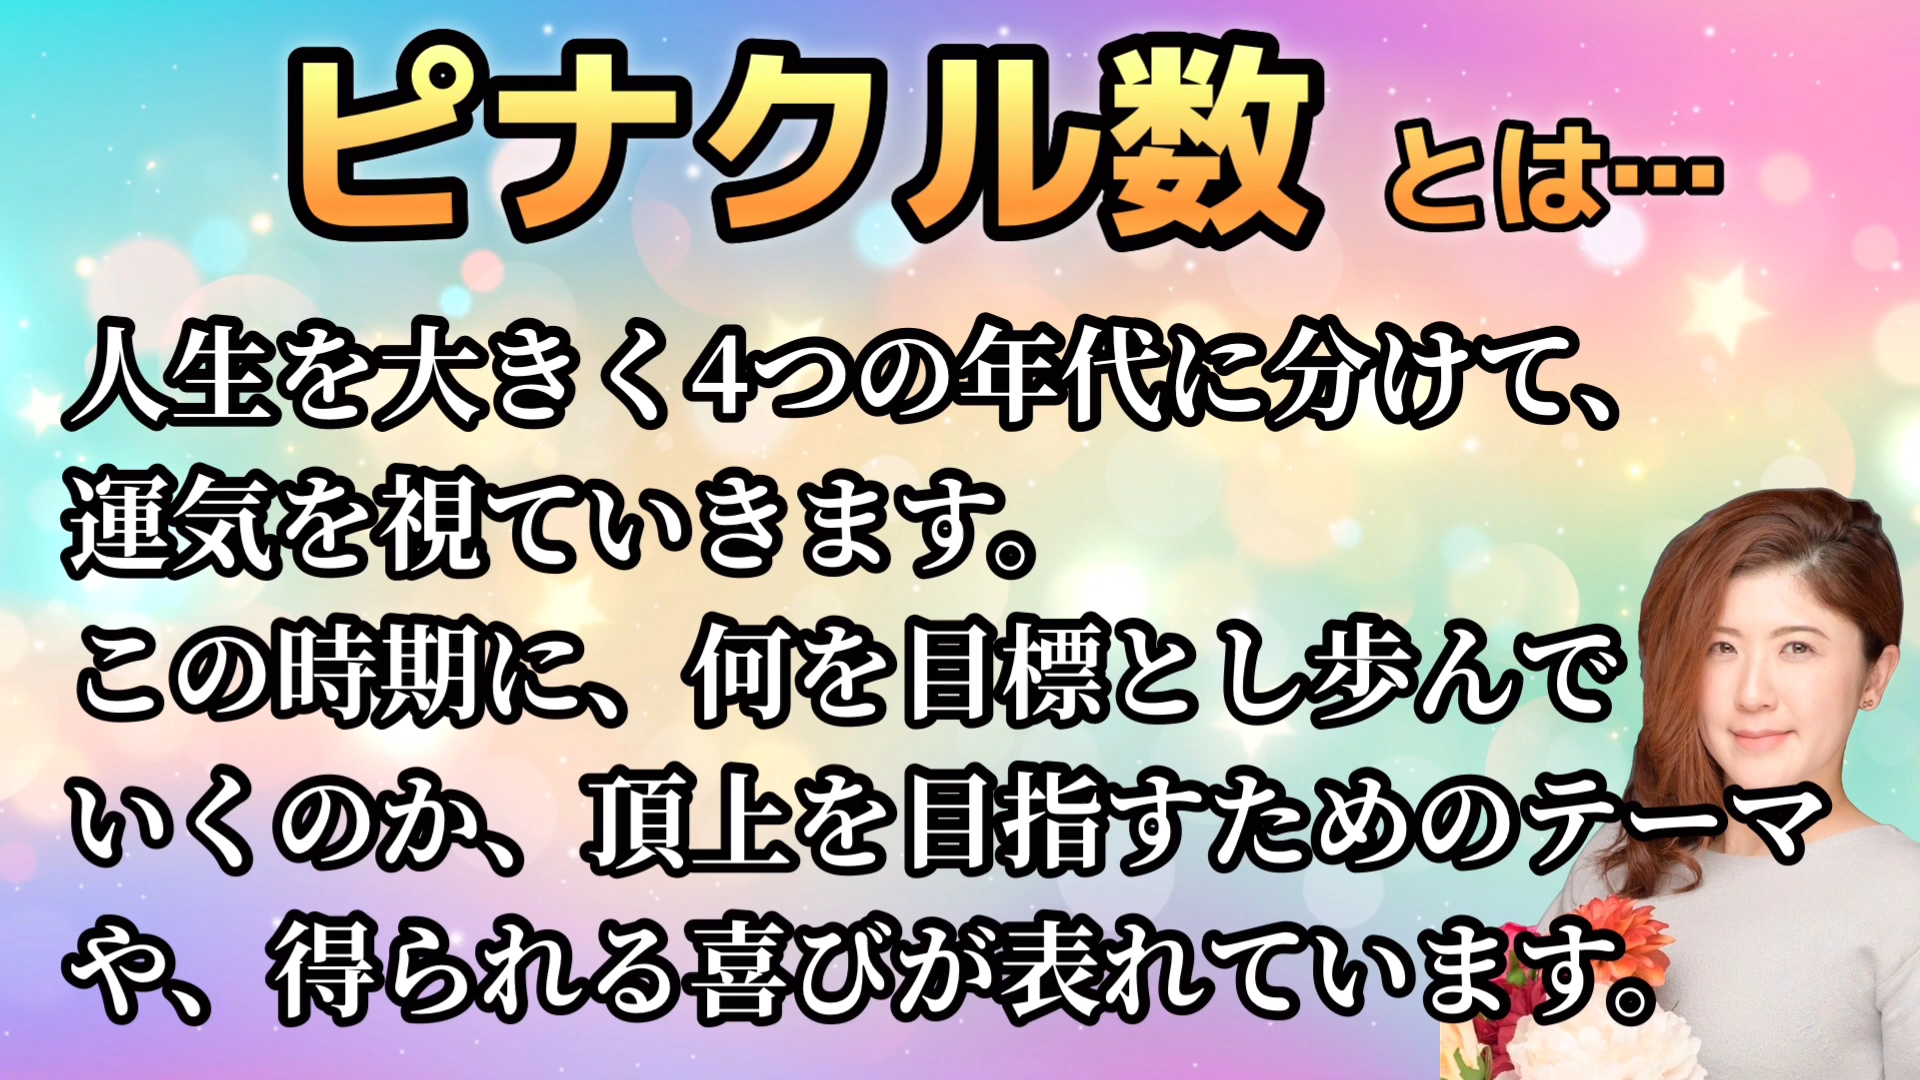 ピナクル数 とは…
人生を大きく4つの年代に分けて、
運気を視ていきます。
この時期に、何を目標とし歩んで
いくのか、頂上を目指すためのテーマ
や、得られる喜びが表れています。